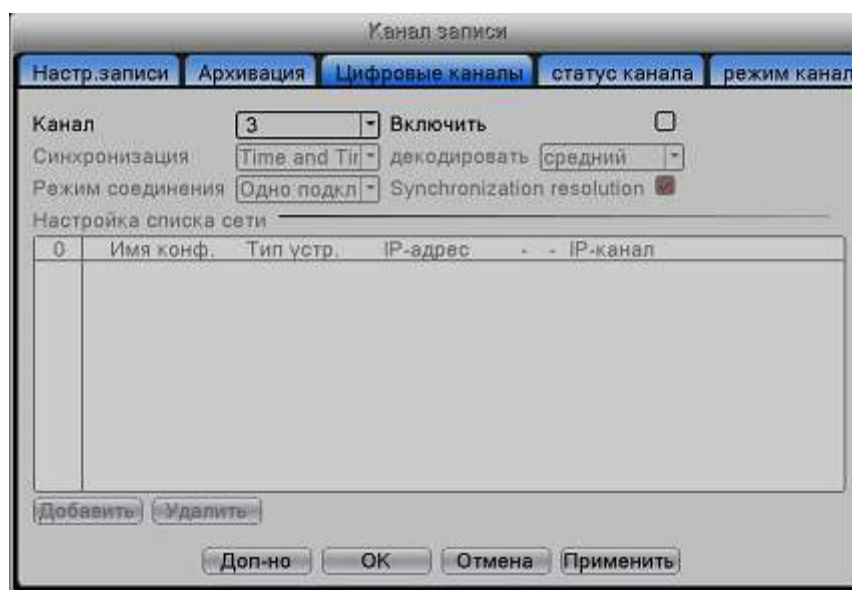 Канал записи
Настр.записи Архивация Цифровые каналы статус канала режим канал
Канал 3 Включить
Синхронизация Time and Tir декодировать средний
Режим соединения Одно подкл Synchronization resolution
Настройка списка сети
0 Имя конф. Тип устр. IP-адрес - - IP-канал
Добавить Удалить
Доп-но OK Отмена Применить